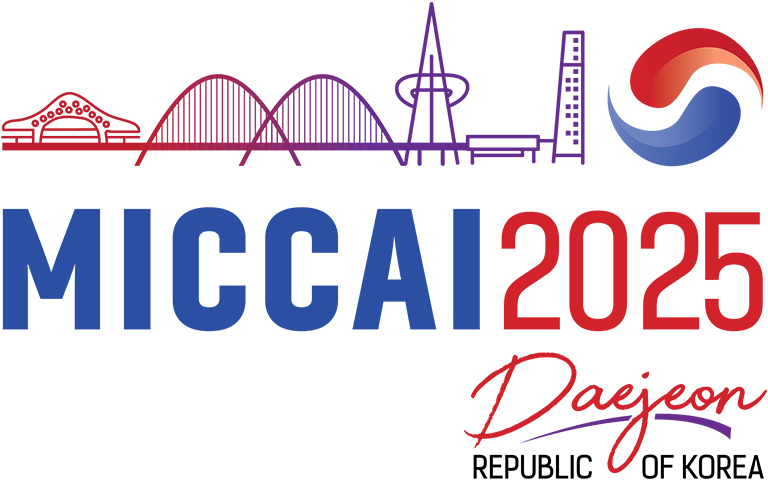 MICCAI2025
Daejeon
REPUBLIC OF KOREA